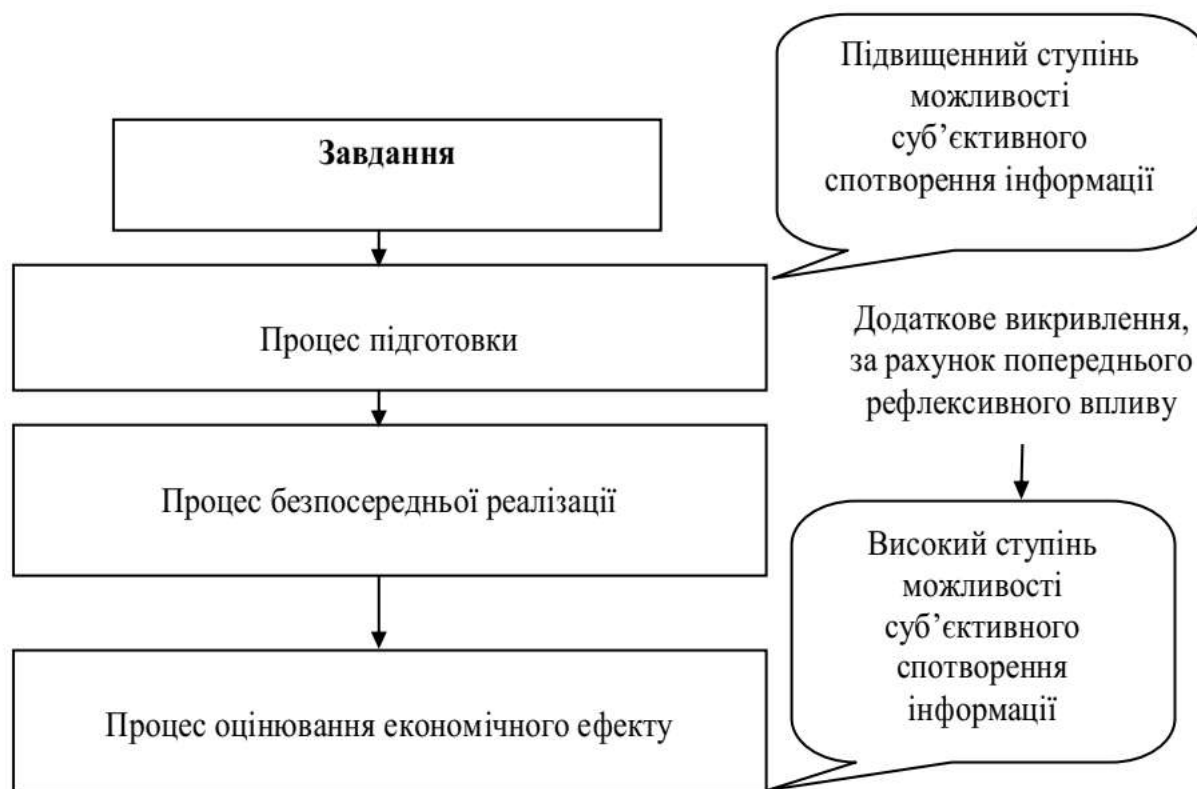 Підвищенний ступінь
можливості
суб’єктивного
спотворення інформації
Завдання
Процес підготовки
Додаткове викривлення,
за рахунок попереднього
рефлексивного впливу
Процес безпосередньої реалізації
Високий ступінь
можливості
суб’єктивного
спотворення
інформації
Процес оцінювання економічного ефекту